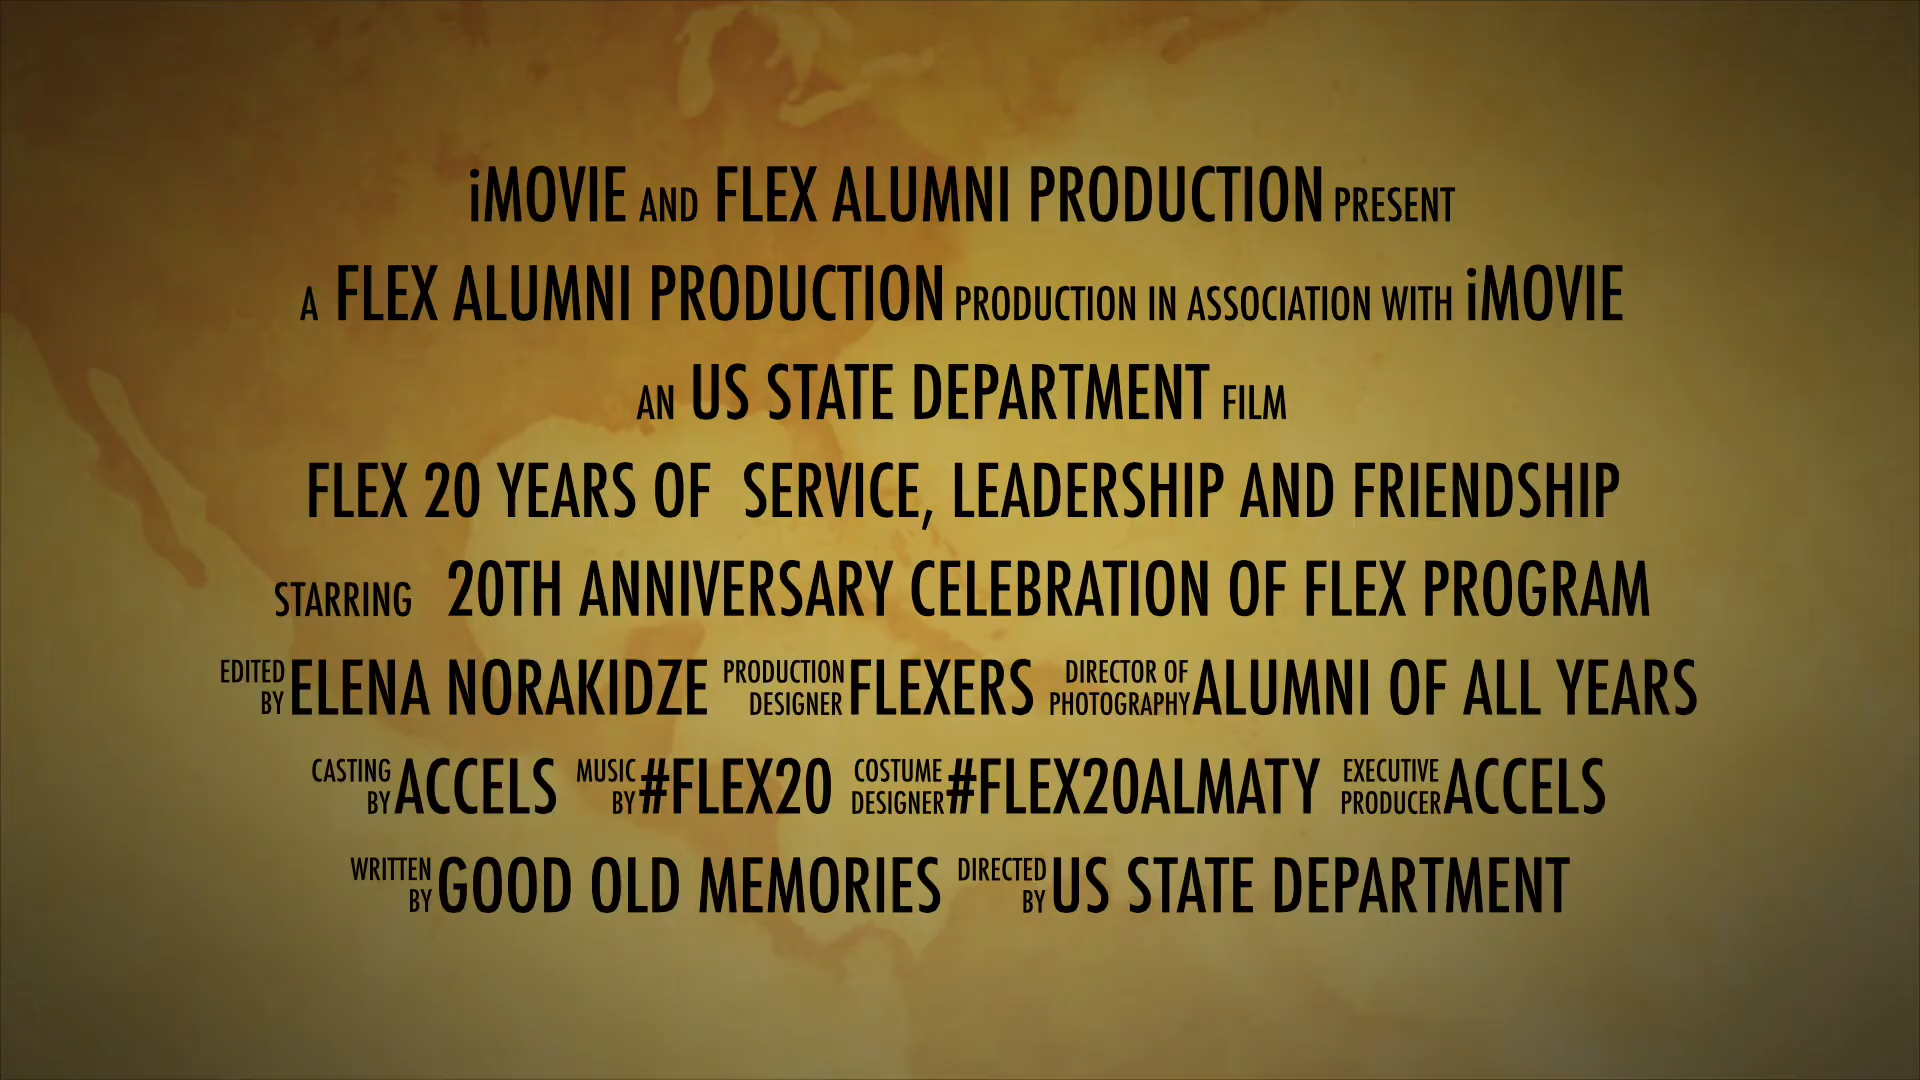 iMOVIE AND FLEX ALUMNI PRODUCTION PRESENT
A FLEX ALUMNI PRODUCTION PRODUCTION IN ASSOCIATION WITH iMOVIE
AN US STATE DEPARTMENT FILM
FLEX 20 YEARS OF  SERVICE, LEADERSHIP AND FRIENDSHIP
STARRING 20TH ANNIVERSARY CELEBRATION OF FLEX PROGRAM
EDITED BY ELENA NORAKIDZE PRODUCTION DESIGNER FLEXERS DIRECTOR OF PHOTOGRAPHY ALUMNI OF ALL YEARS
CASTING BY ACCELS MUSIC BY #FLEX20 COSTUME DESIGNER #FLEX20ALMATY EXECUTIVE PRODUCER ACCELS
WRITTEN BY GOOD OLD MEMORIES DIRECTED BY US STATE DEPARTMENT